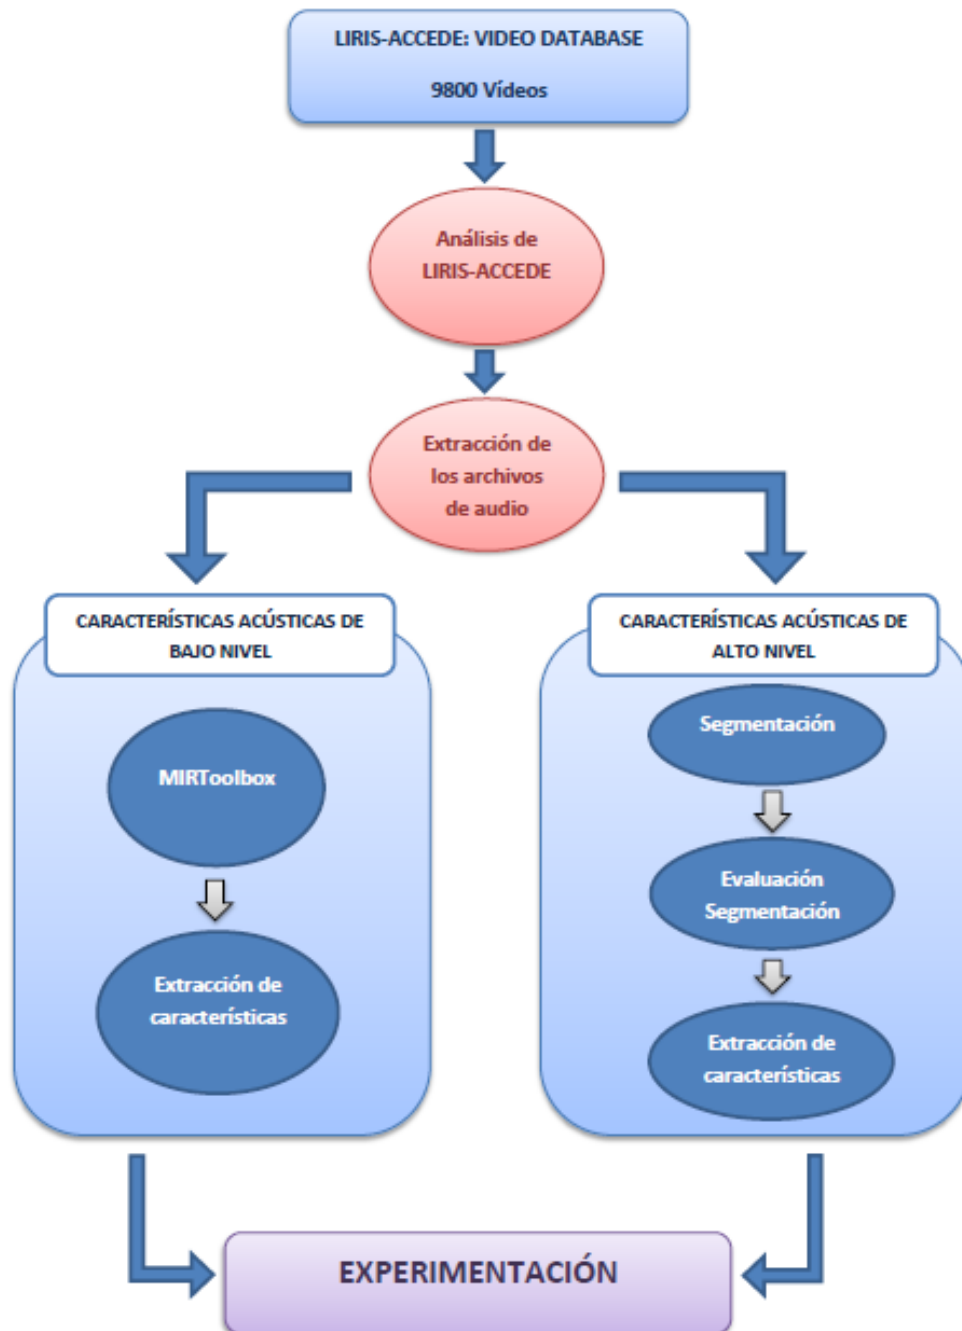 LIRIS-ACCEDE: VIDEO DATABASE
9800 Vídeos
Análisis de
LIRIS-ACCEDE
Extracción de
los archivos
de audio
CARACTERÍSTICAS ACÚSTICAS DE
BAJO NIVEL
MIRToolbox
Extracción de
características
CARACTERÍSTICAS ACÚSTICAS DE
ALTO NIVEL
Segmentación
Evaluación
Segmentación
Extracción de
características
EXPERIMENTACIÓN